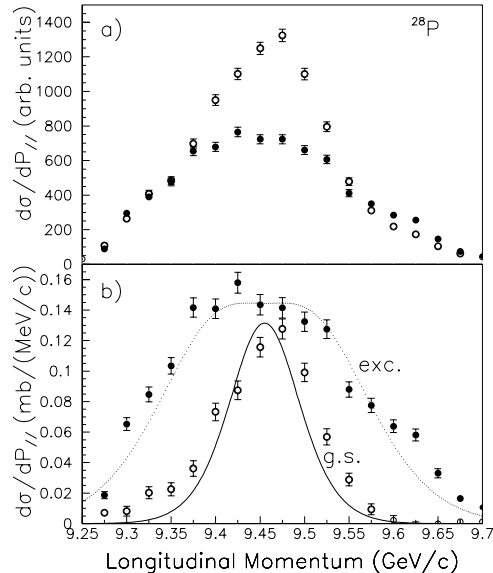 a)
28P
dσ/dP// (arb. units)
1400
1200
1000
800
600
400
200
0
b)
dσ/dP// (mb/(MeV/c))
0.16
0.14
0.12
0.1
0.08
0.06
0.04
0.02
0
exc.
g.s.
9.25 9.3 9.35 9.4 9.45 9.5 9.55 9.6 9.65 9.7
Longitudinal Momentum (GeV/c)